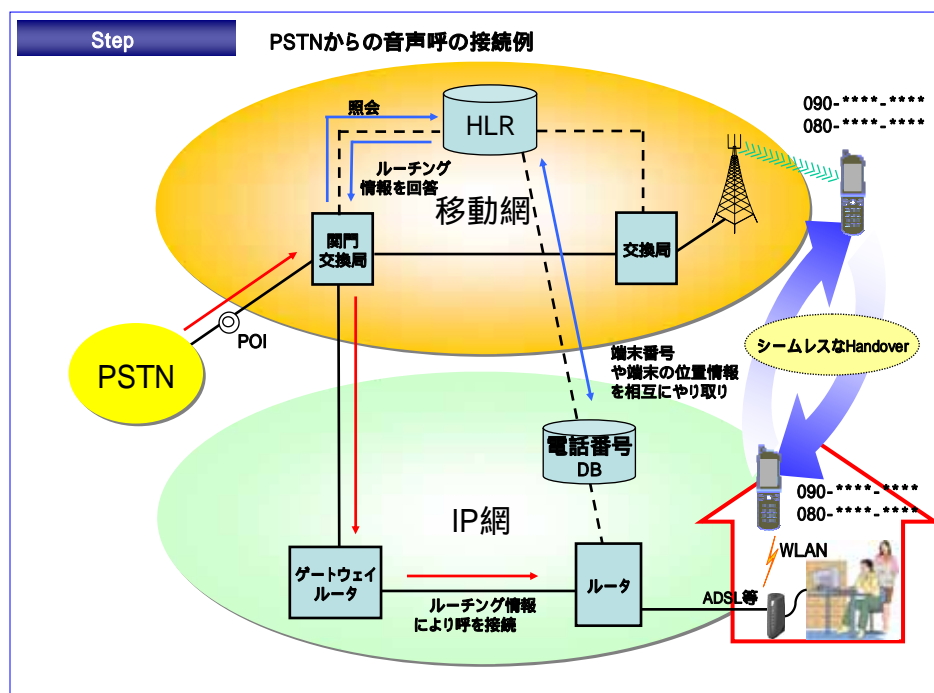 Step
PSTNからの音声呼の接続例
照会
HLR
090-****-****
080-****-****
ルーチング
情報を回答
移動網
関門
交換局
交換局
POI
PSTN
シームレスなHandover
端末番号
や端末の位置情報
を相互にやり取り
電話番号
DB
IP網
090-****-****
080-****-****
WLAN
ゲートウェイ
ルータ
ルータ
ADSL等
ルーチング情報
により呼を接続